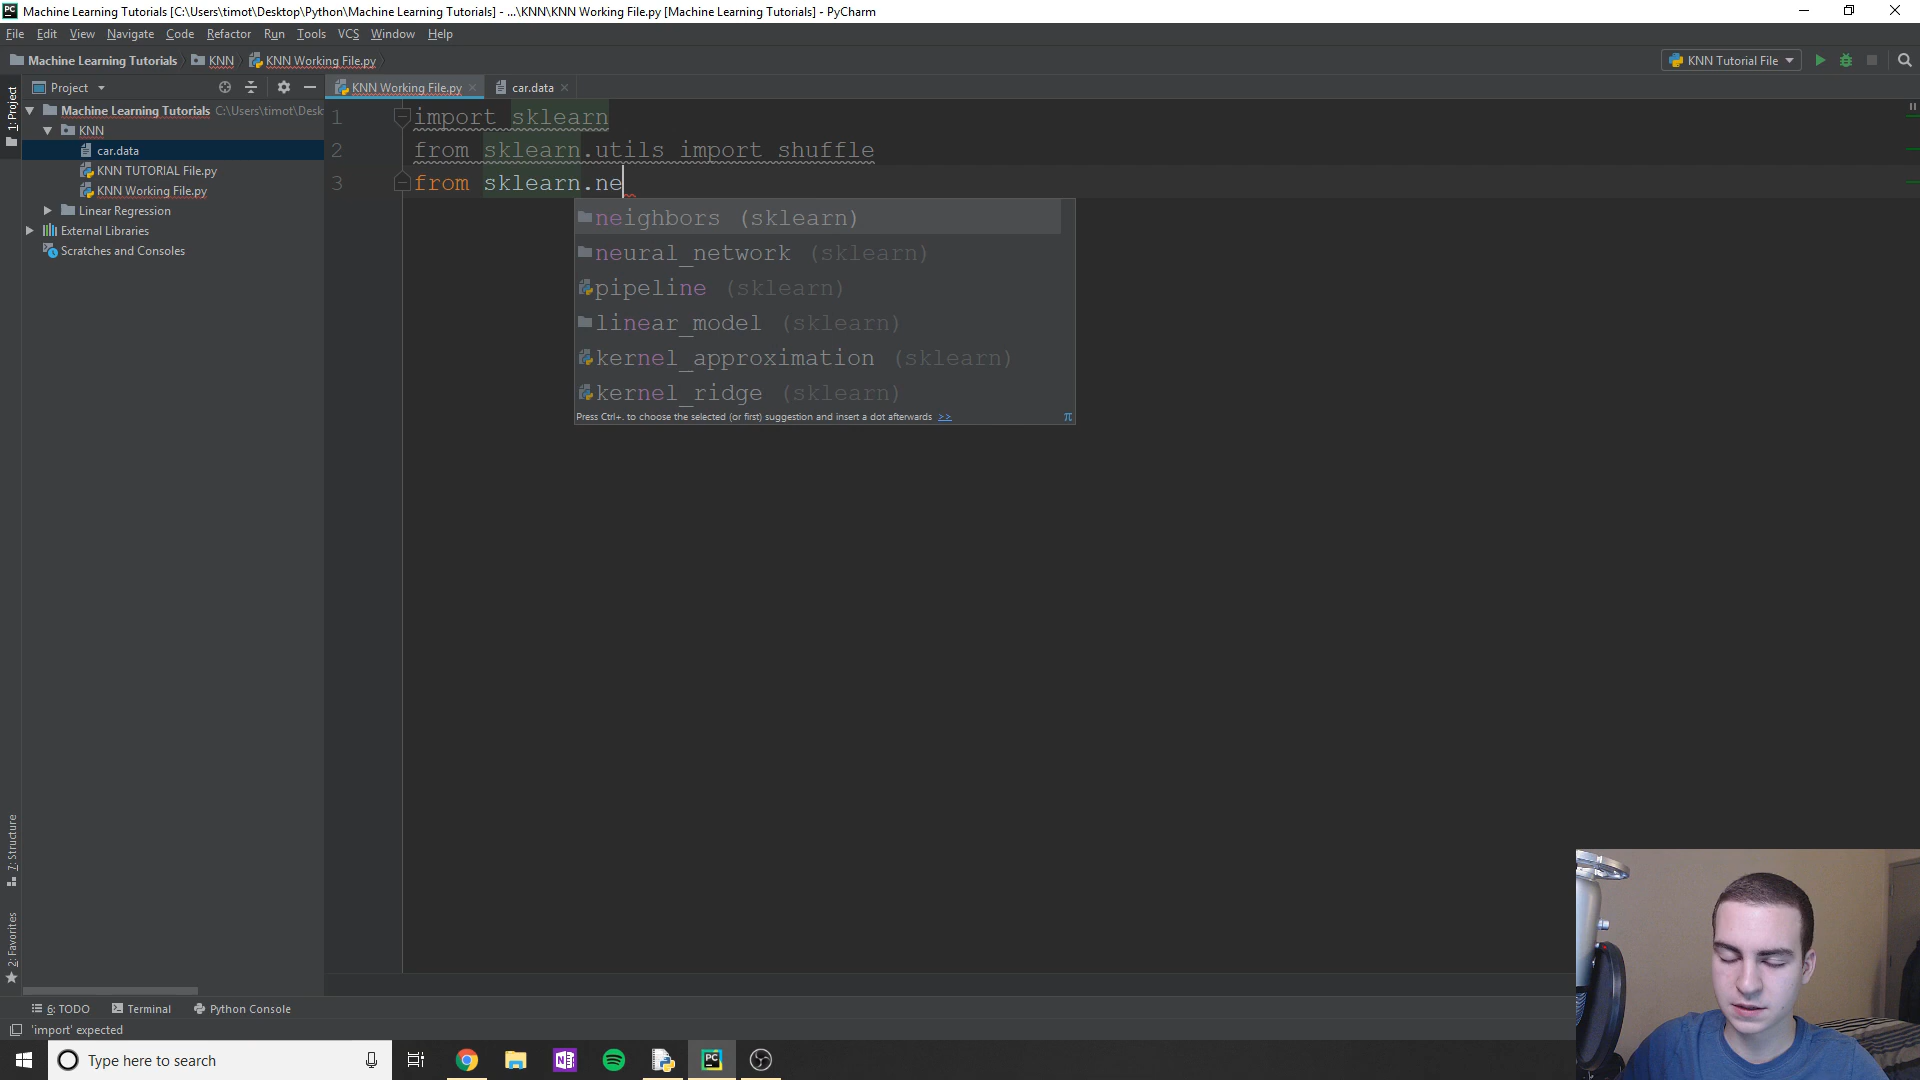 Machine Learning Tutorials [C:\Users\timot\Desktop\Python\Machine Learning Tutorials] - ...\KNN\KNN Working File.py [Machine Learning Tutorials] - PyCharm
File Edit View Navigate Code Refactor Run Tools VCS Window Help
Machine Learning Tutorials KNN KNN Working File.py KNN Tutorial File
Project KNN Working File.py car.data
1: Project
Machine Learning Tutorials C:\Users\timot\Desk
KNN
car.data
KNN TUTORIAL File.py
KNN Working File.py
Linear Regression
External Libraries
Scratches and Consoles
1 import sklearn
2 from sklearn.utils import shuffle
3 from sklearn.ne
neighbors (sklearn)
neural_network (sklearn)
pipeline (sklearn)
linear_model (sklearn)
kernel_approximation (sklearn)
kernel_ridge (sklearn)
Press Ctrl+. to choose the selected (or first) suggestion and insert a dot afterwards >> π
7: Structure
2: Favorites
6: TODO Terminal Python Console
'import' expected
Type here to search